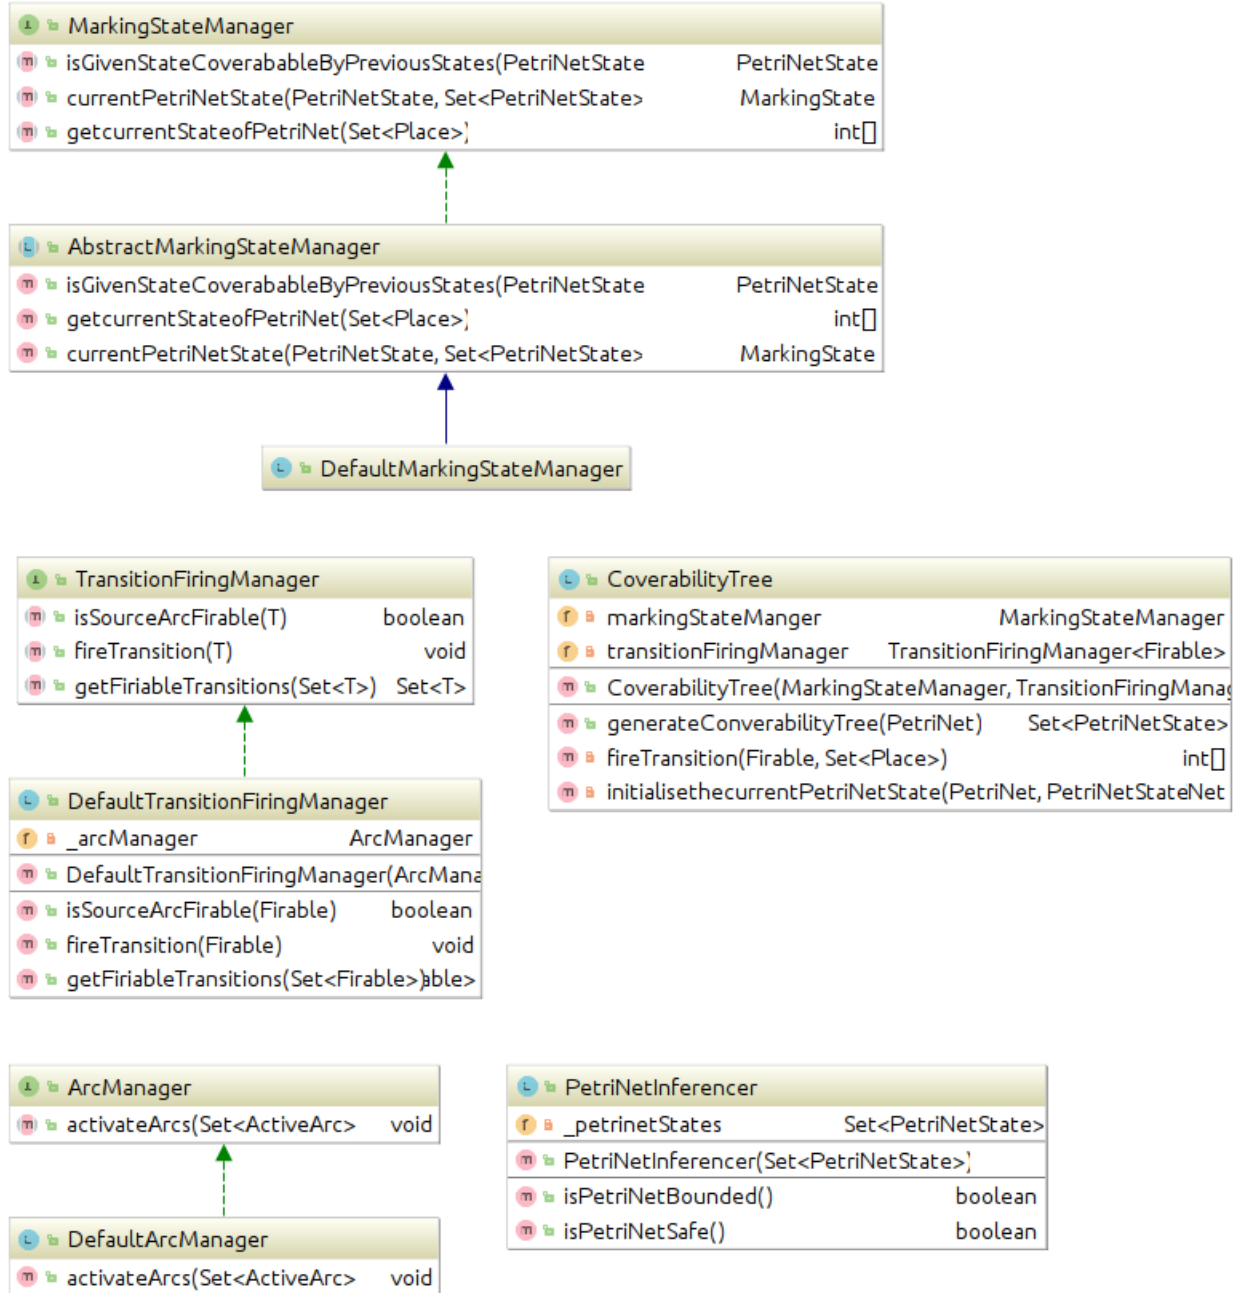 MarkingStateManager
isGivenStateCoverabableByPreviousStates(PetriNetState PetriNetState
currentPetriNetState(PetriNetState, Set<PetriNetState> MarkingState
getcurrentStateofPetriNet(Set<Place>) int[]
AbstractMarkingStateManager
isGivenStateCoverabableByPreviousStates(PetriNetState PetriNetState
getcurrentStateofPetriNet(Set<Place>) int[]
currentPetriNetState(PetriNetState, Set<PetriNetState> MarkingState
DefaultMarkingStateManager
TransitionFiringManager
isSourceArcFirable(T) boolean
fireTransition(T) void
getFiriableTransitions(Set<T>) Set<T>
CoverabilityTree
markingStateManger MarkingStateManager
transitionFiringManager TransitionFiringManager<Firable>
CoverabilityTree(MarkingStateManager, TransitionFiringManag
generateConverabilityTree(PetriNet) Set<PetriNetState>
fireTransition(Firable, Set<Place>) int[]
initialisethecurrentPetriNetState(PetriNet, PetriNetStateNet
DefaultTransitionFiringManager
_arcManager ArcManager
DefaultTransitionFiringManager(ArcMana
isSourceArcFirable(Firable) boolean
fireTransition(Firable) void
getFiriableTransitions(Set<Firable>)able>
ArcManager
activateArcs(Set<ActiveArc> void
DefaultArcManager
activateArcs(Set<ActiveArc> void
PetriNetInferencer
_petrinetStates Set<PetriNetState>
PetriNetInferencer(Set<PetriNetState>)
isPetriNetBounded() boolean
isPetriNetSafe() boolean